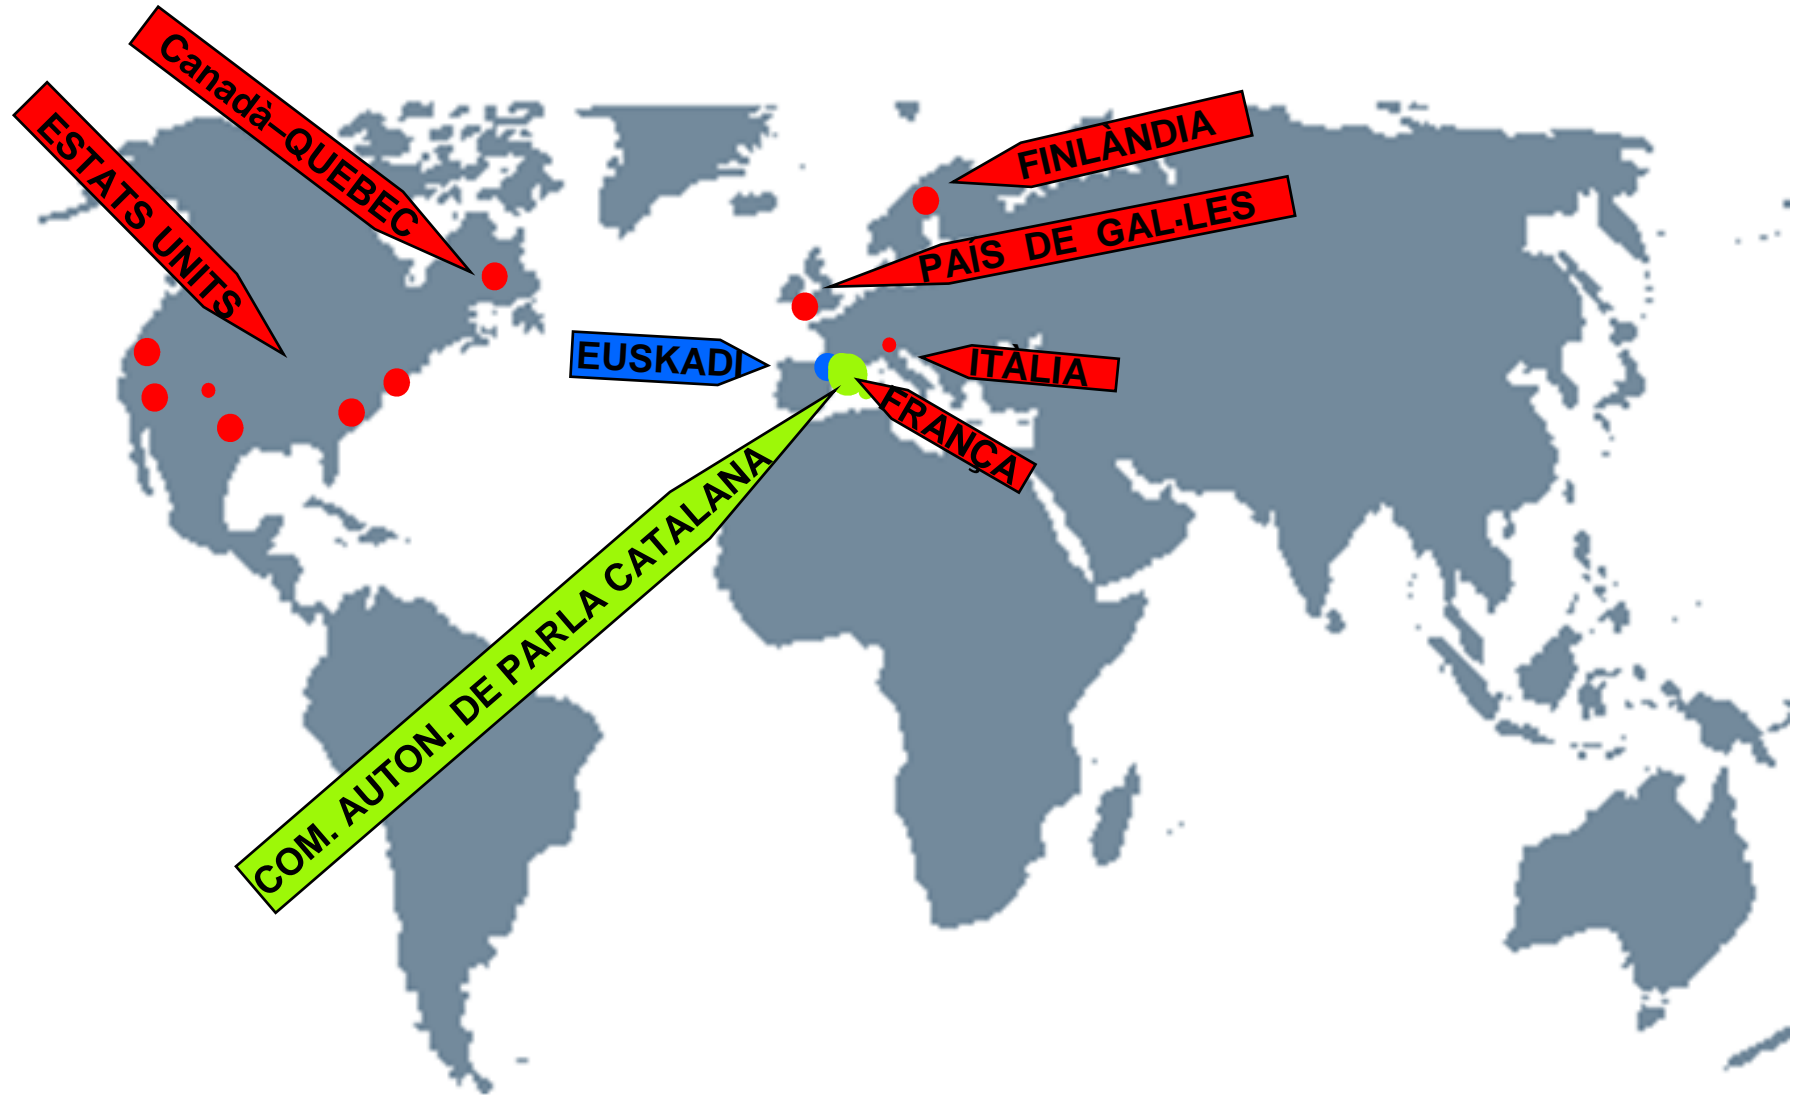 Canadà–QUEBEC
ESTATS UNITS
FINLÀNDIA
PAÍS DE GAL·LES
EUSKADI
ITÀLIA
FRANÇA
COM. AUTON. DE PARLA CATALANA